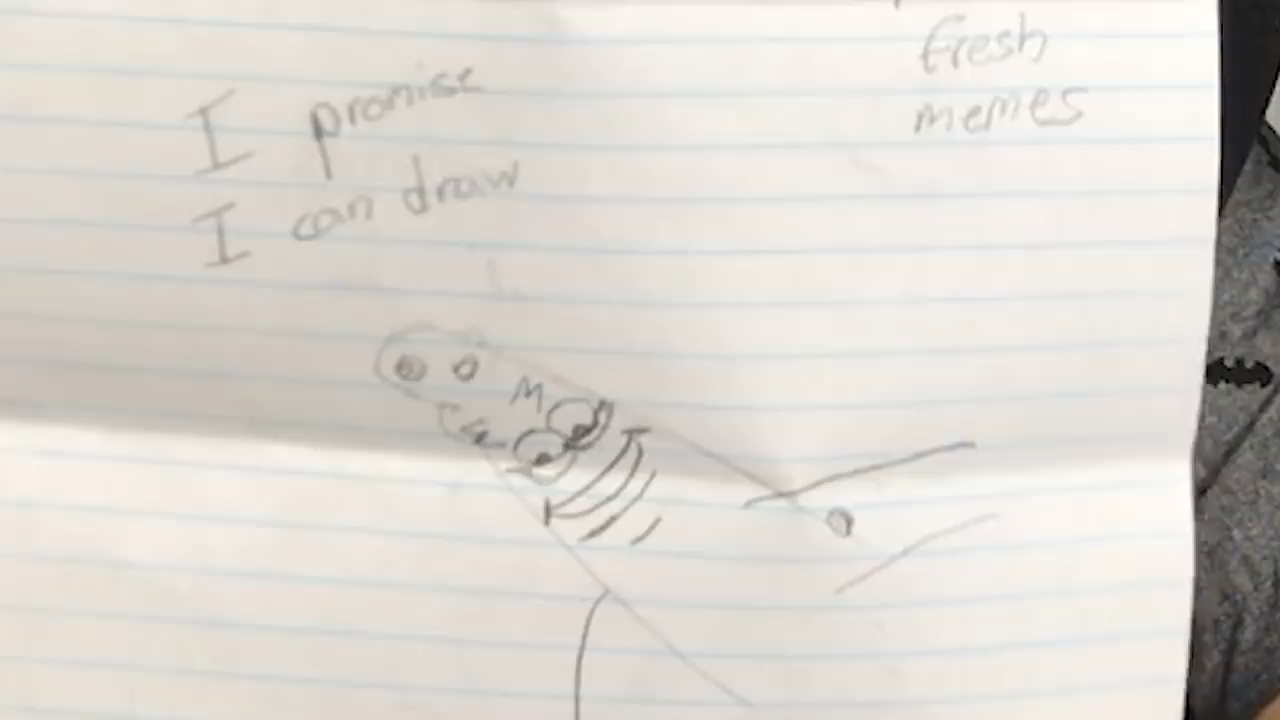 I promise
I can draw
fresh
memes
M